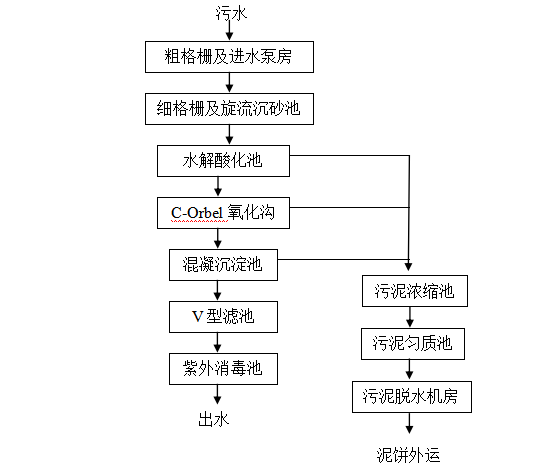 污水
粗格栅及进水泵房
细格栅及旋流沉砂池
水解酸化池
C-Orbel 氧化沟
混凝沉淀池
V 型滤池
紫外消毒池
出水
污泥浓缩池
污泥匀质池
污泥脱水机房
泥饼外运